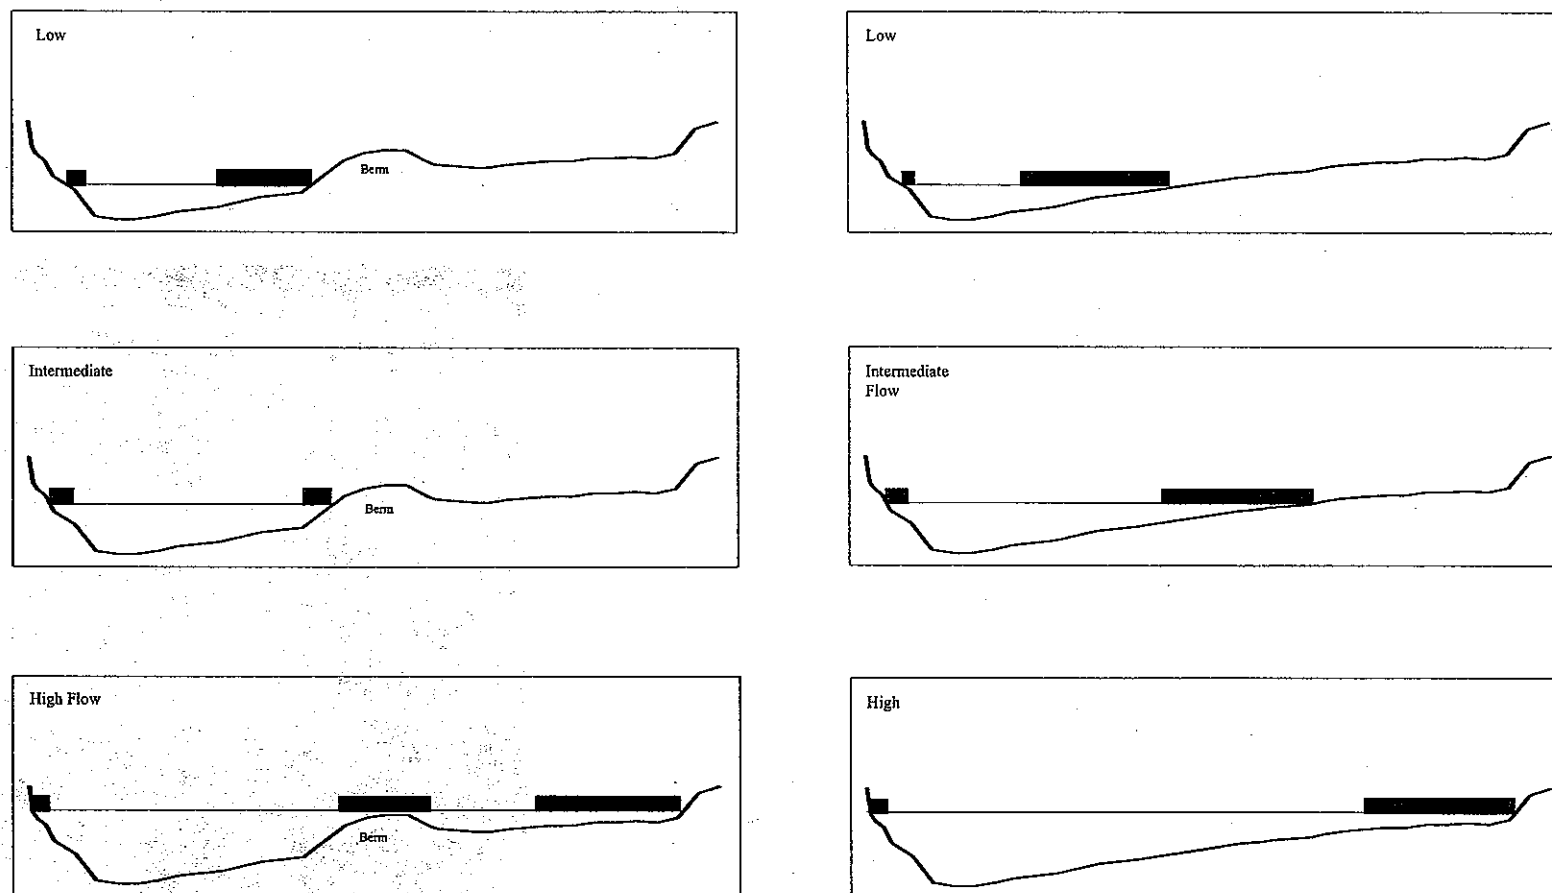 Low
Berm
Low
Intermediate
Berm
Intermediate
Flow
High Flow
Berm
High